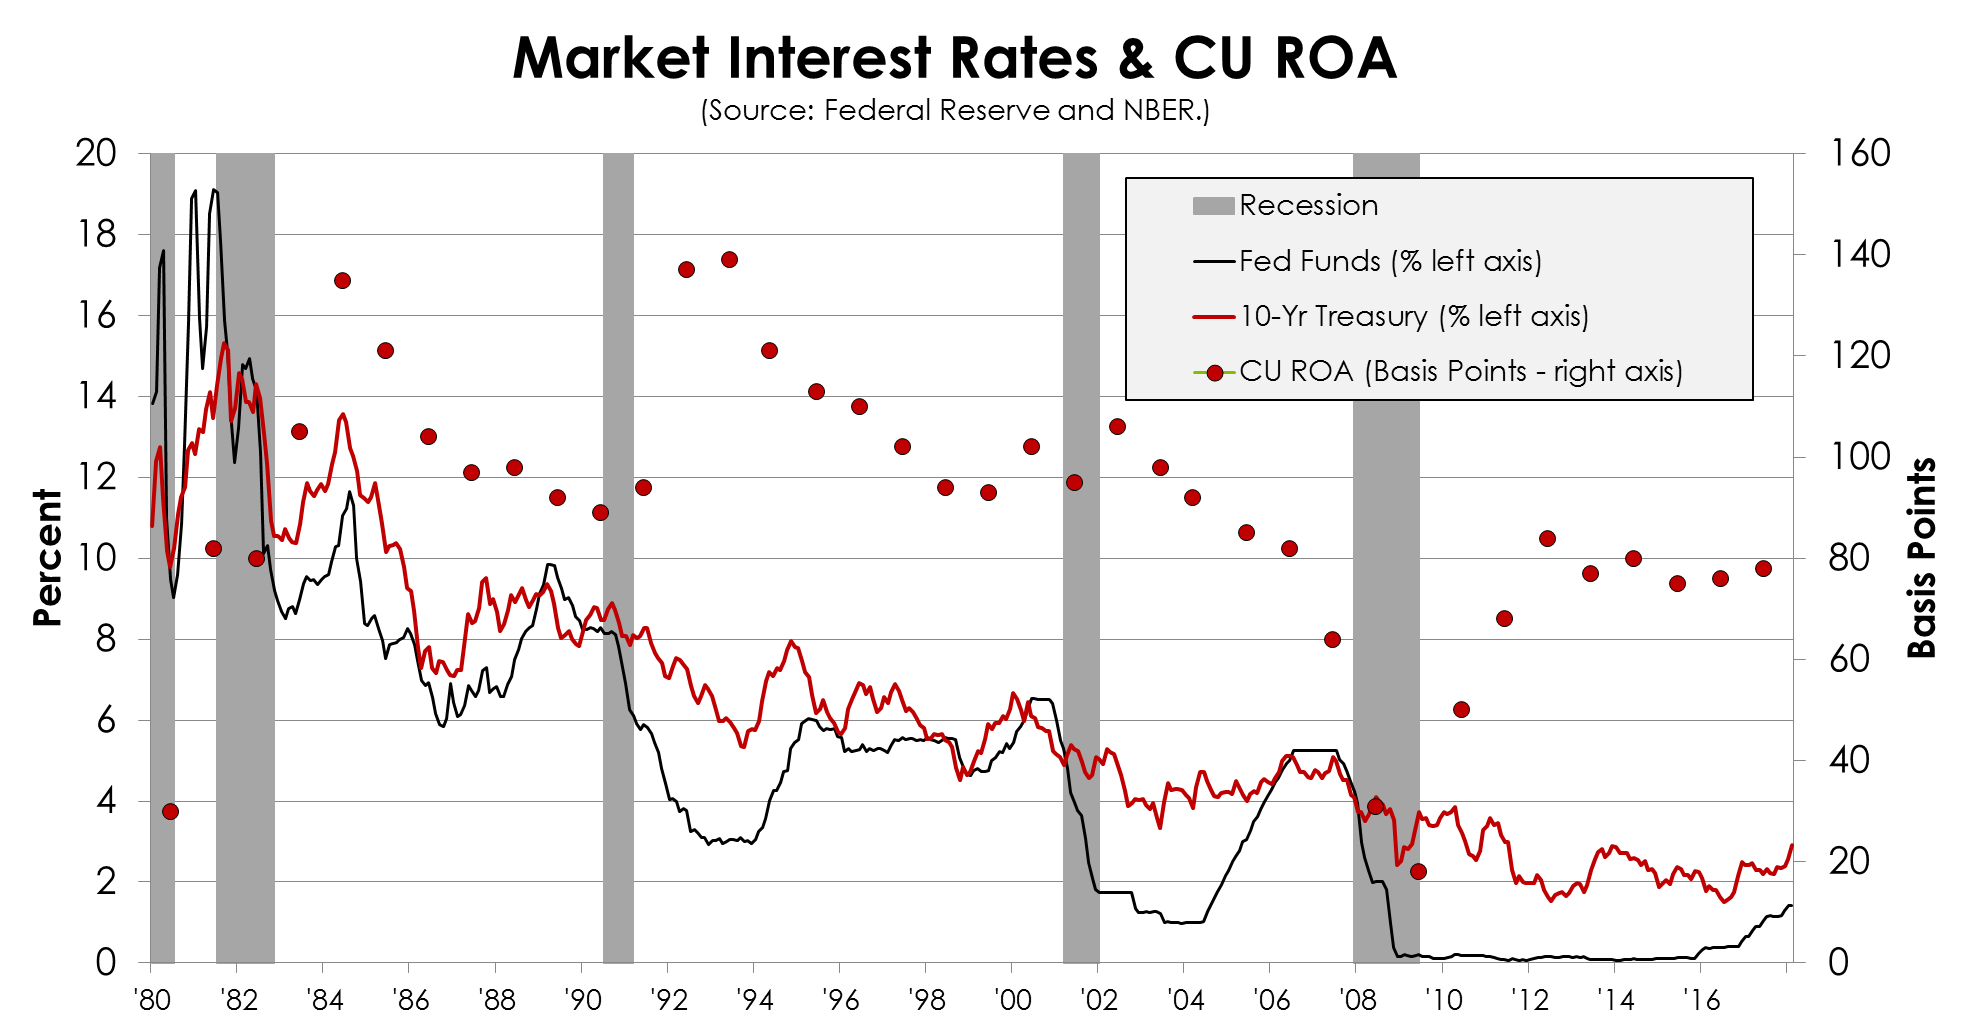 Market Interest Rates & CU ROA
(Source: Federal Reserve and NBER.)
Percent
20
18
16
14
12
10
8
6
4
2
0
Recession
Fed Funds (% left axis)
10-Yr Treasury (% left axis)
CU ROA (Basis Points - right axis)
160
140
120
100
80
60
40
20
0
Basis Points
'80 '82 '84 '86 '88 '90 '92 '94 '96 '98 '00 '02 '04 '06 '08 '10 '12 '14 '16